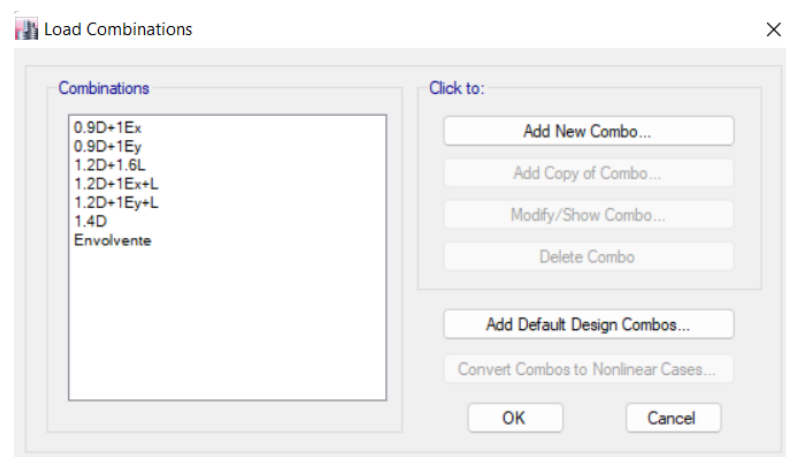 Load Combinations
Combinations
0.9D+1Ex
0.9D+1Ey
1.2D+1.6L
1.2D+1Ex+L
1.2D+1Ey+L
1.4D
Envolvente
Click to:
Add New Combo...
Add Copy of Combo...
Modify/Show Combo...
Delete Combo
Add Default Design Combos...
Convert Combos to Nonlinear Cases...
OK
Cancel